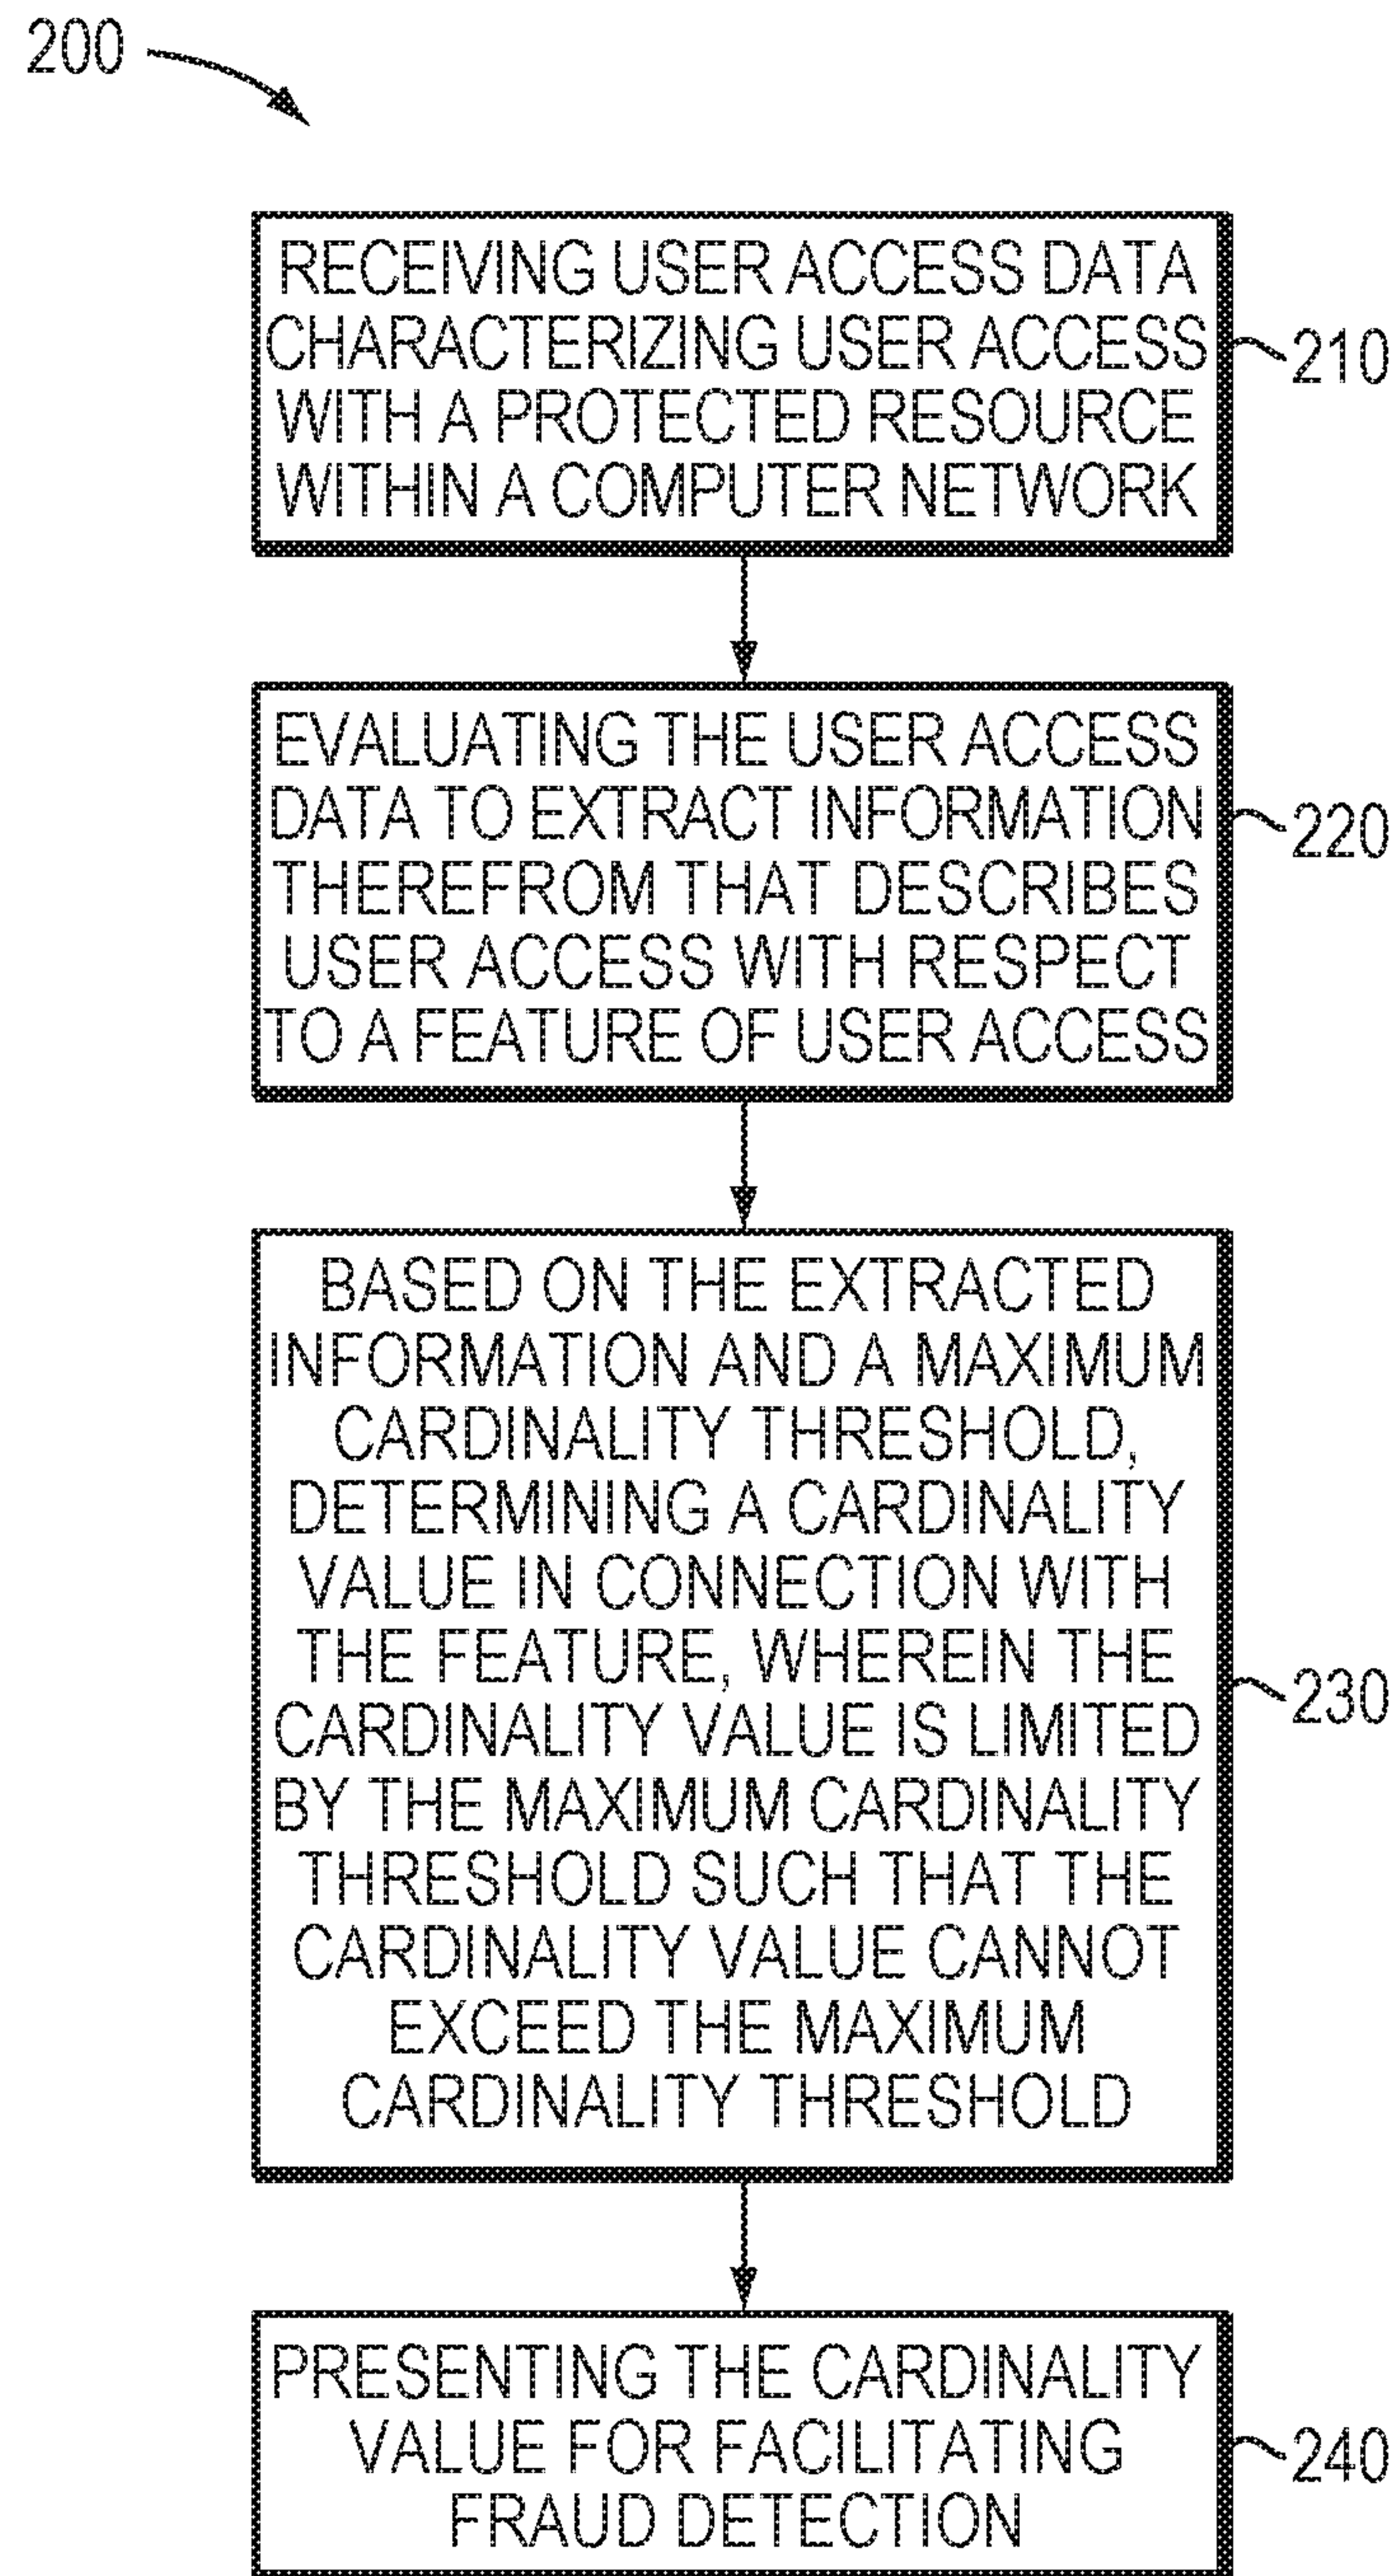 200
RECEIVING USER ACCESS DATA
CHARACTERIZING USER ACCESS
WITH A PROTECTED RESOURCE
WITHIN A COMPUTER NETWORK
210
EVALUATING THE USER ACCESS
DATA TO EXTRACT INFORMATION
THEREFROM THAT DESCRIBES
USER ACCESS WITH RESPECT
TO A FEATURE OF USER ACCESS
220
BASED ON THE EXTRACTED
INFORMATION AND A MAXIMUM
CARDINALITY THRESHOLD,
DETERMINING A CARDINALITY
VALUE IN CONNECTION WITH
THE FEATURE, WHEREIN THE
CARDINALITY VALUE IS LIMITED
BY THE MAXIMUM CARDINALITY
THRESHOLD SUCH THAT THE
CARDINALITY VALUE CANNOT
EXCEED THE MAXIMUM
CARDINALITY THRESHOLD
230
PRESENTING THE CARDINALITY
VALUE FOR FACILITATING
FRAUD DETECTION
240